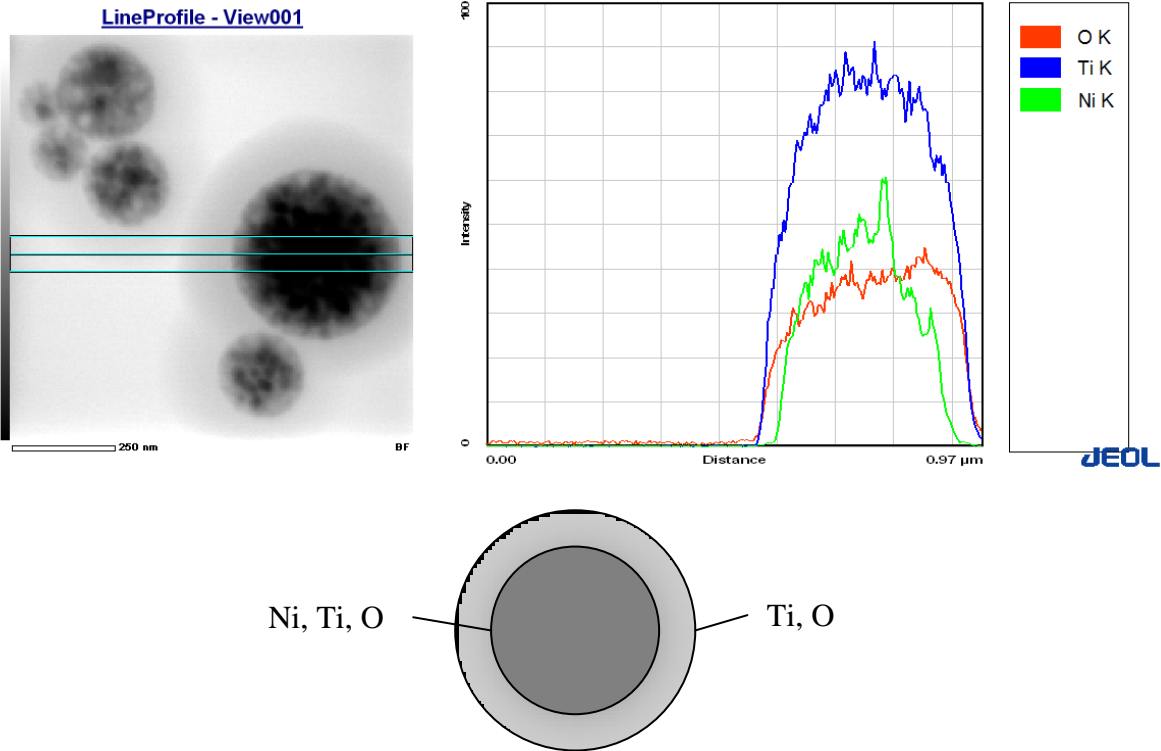 LineProfile - View001
250 nm
BF
100
Intensity
0
0.00
Distance
0.97 µm
O K
Ti K
Ni K
JEOL
Ni, Ti, O
Ti, O